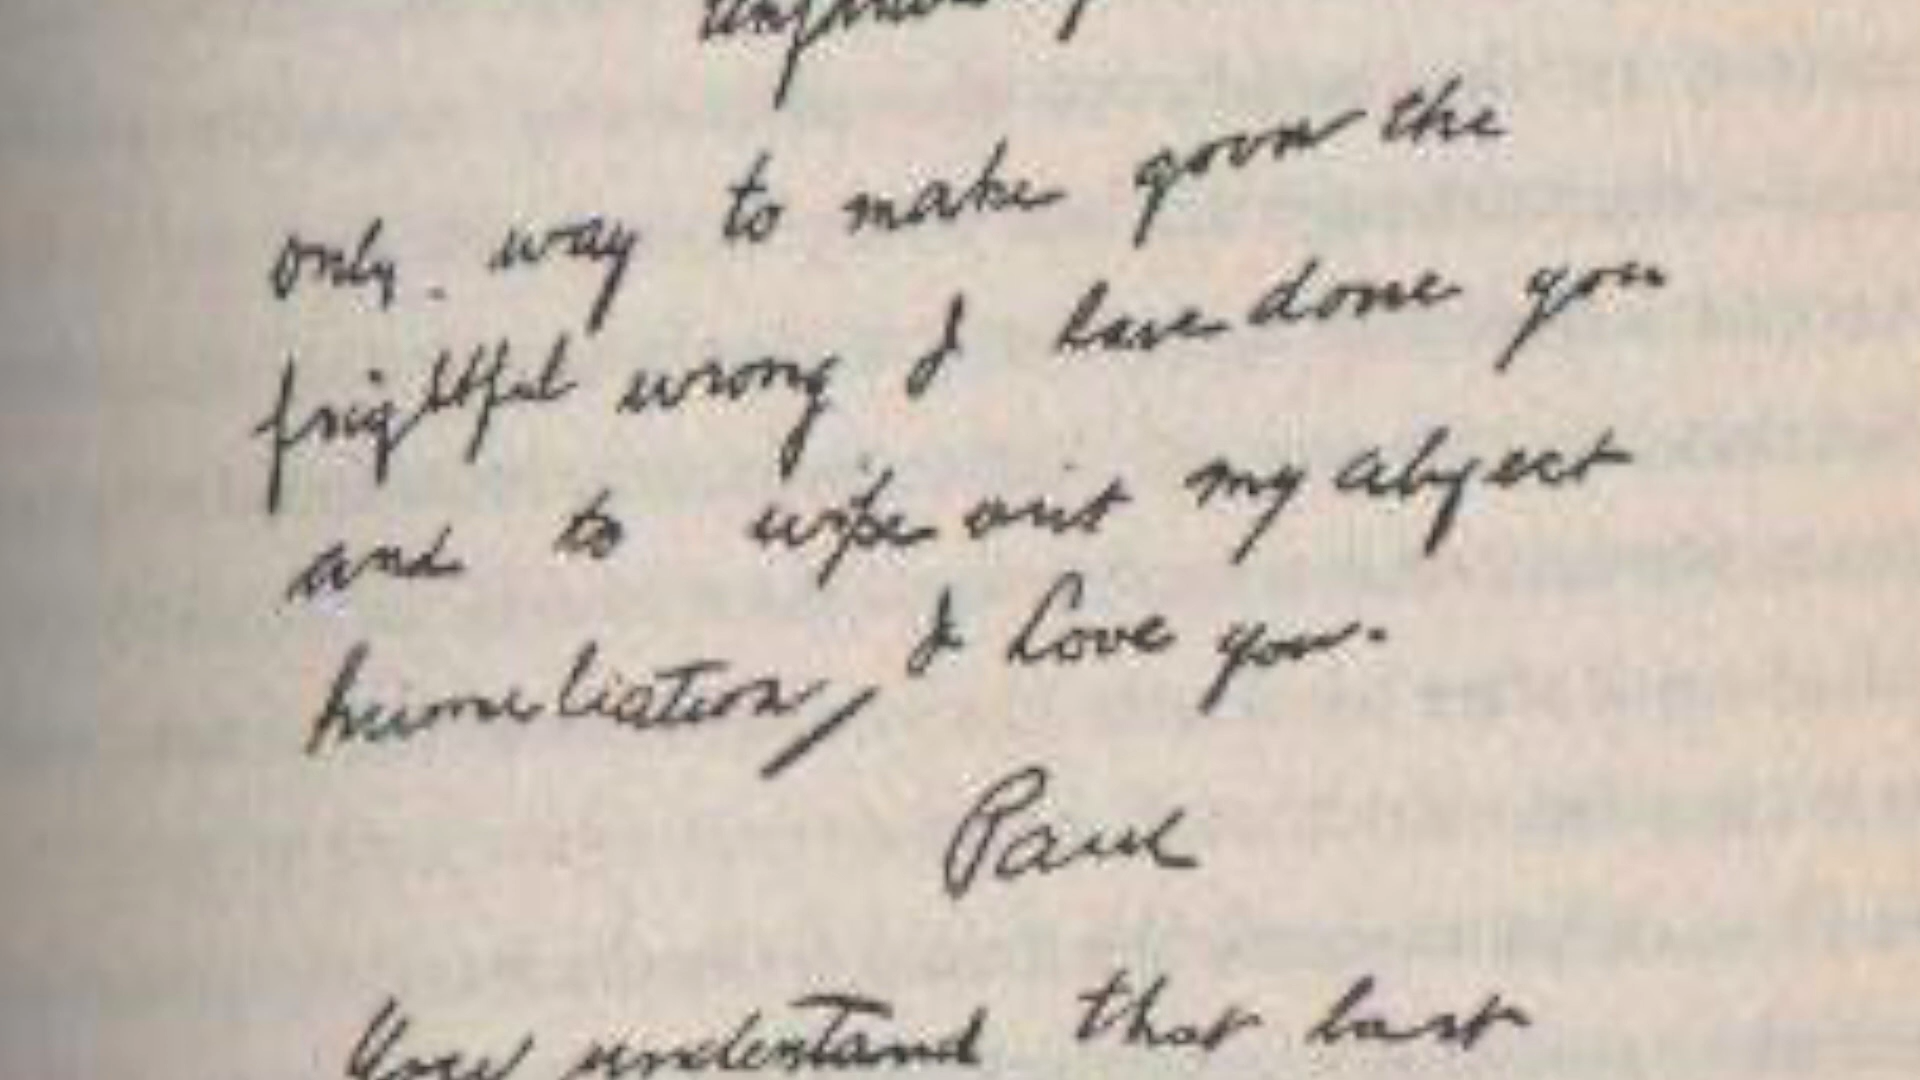 only. way to make good the
frightful wrong I have done you
and to wipe out my abject
humiliation, I Love you.
Paul
You understand that last